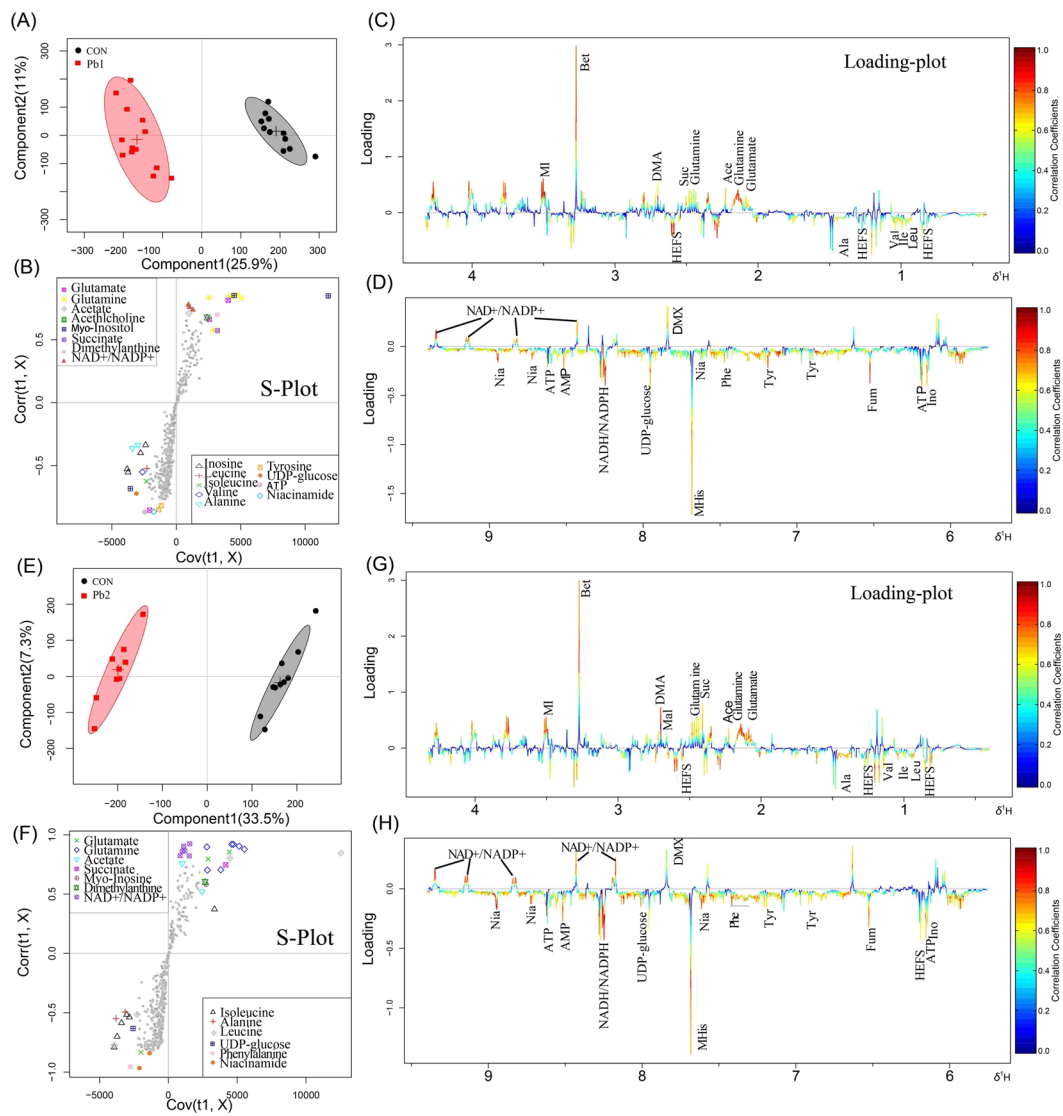 (A)
CON
Pb1
Component2(11%)
300
100
0
−100
−300
−300
−200
−100
0
100
200
300
Component1(25.9%)
(B)
Glutamate
Glutamine
Acetate
Acethlcholine
Myo-Inositol
Succinate
Dimethylanthine
NAD+/NADP+
S-Plot
Corr(t1, X)
0.5
0.0
−0.5
Inosine
Leucine
Isoleucine
Valine
Alanine
Tyrosine
UDP-glucose
ATP
Niacinamide
−5000
0
5000
10000
Cov(t1, X)
(C)
Loading-plot
Loading
3
2
1
0
Bet
MI
DMA
Suc
Glutamine
Ace
Glutamine
Glutamate
HEFS
Ala
HEFS
Val
Ile
Leu
HEFS
4
3
2
1
δ¹H
1.0
0.8
0.6
0.4
0.2
0.0
Correlation Coefficients
(D)
Loading
0.0
−0.5
−1.0
−1.5
NAD+/NADP+
DMX
Nia
Nia
ATP
AMP
NADH/NADPH
UDP-glucose
MHis
Nia
Phe
Tyr
Tyr
Fum
ATP
Ino
9
8
7
6
δ¹H
1.0
0.8
0.6
0.4
0.2
0.0
Correlation Coefficients
(E)
CON
Pb2
Component2(7.3%)
200
100
0
−100
−200
−200
−100
0
100
200
Component1(33.5%)
(F)
Glutamate
Glutamine
Acetate
Succinate
Myo-Inosine
Dimethylanthine
NAD+/NADP+
S-Plot
Corr(t1, X)
1.0
0.5
0.0
−0.5
−1.0
Isoleucine
Alanine
Leucine
UDP-glucose
Phenylalanine
Niacinamide
−5000
0
5000
10000
Cov(t1, X)
(G)
Loading-plot
Loading
3
2
1
0
Bet
MI
DMA
Mal
Glutam ine
Suc
Ace
Glutamine
Glutamate
HEFS
Ala
HEFS
Val
Ile
Leu
HEFS
4
3
2
1
δ¹H
1.0
0.8
0.6
0.4
0.2
0.0
Correlation Coefficients
(H)
Loading
0.5
0.0
−0.5
−1.0
NAD+/NADP+
NAD+/NADP+
DMX
Nia
Nia
ATP
AMP
NADH/NADPH
UDP-glucose
MHis
Nia
Phe
Tyr
Tyr
Fum
HEFS
ATP
Ino
9
8
7
6
δ¹H
1.0
0.8
0.6
0.4
0.2
0.0
Correlation Coefficients